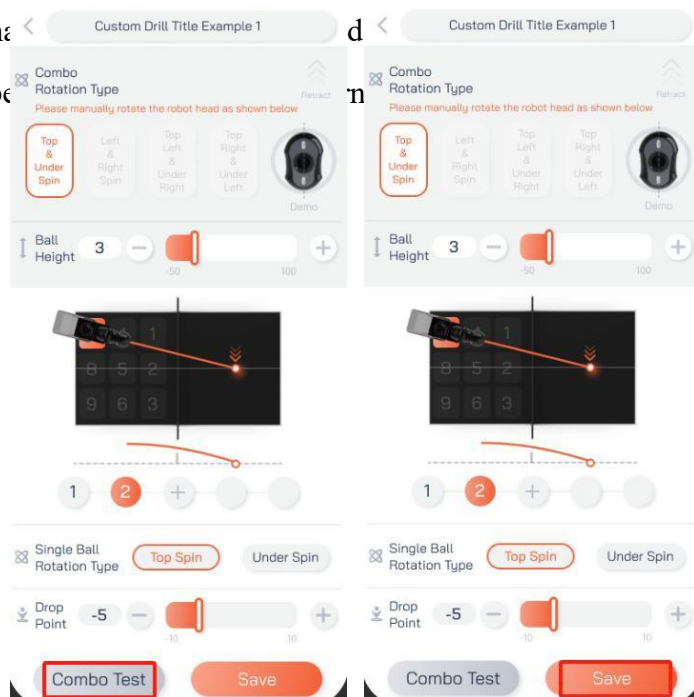 Custom Drill Title Example 1
Combo
Rotation Type
Retract
Please manually rotate the robot head as shown below
Top
&
Under
Spin
Left
&
Right
Spin
Top
Left
&
Under
Right
Top
Right
&
Under
Left
Demo
Ball
Height
3
-50
100
1
8 5 2
9 6 3
1 2 +
Single Ball
Rotation Type
Top Spin
Under Spin
Drop
Point
-5
-10
10
Combo Test
Save
Custom Drill Title Example 1
Combo
Rotation Type
Retract
Please manually rotate the robot head as shown below
Top
&
Under
Spin
Left
&
Right
Spin
Top
Left
&
Under
Right
Top
Right
&
Under
Left
Demo
Ball
Height
3
-50
100
1
8 5 2
9 6 3
1 2 +
Single Ball
Rotation Type
Top Spin
Under Spin
Drop
Point
-5
-10
10
Combo Test
Save